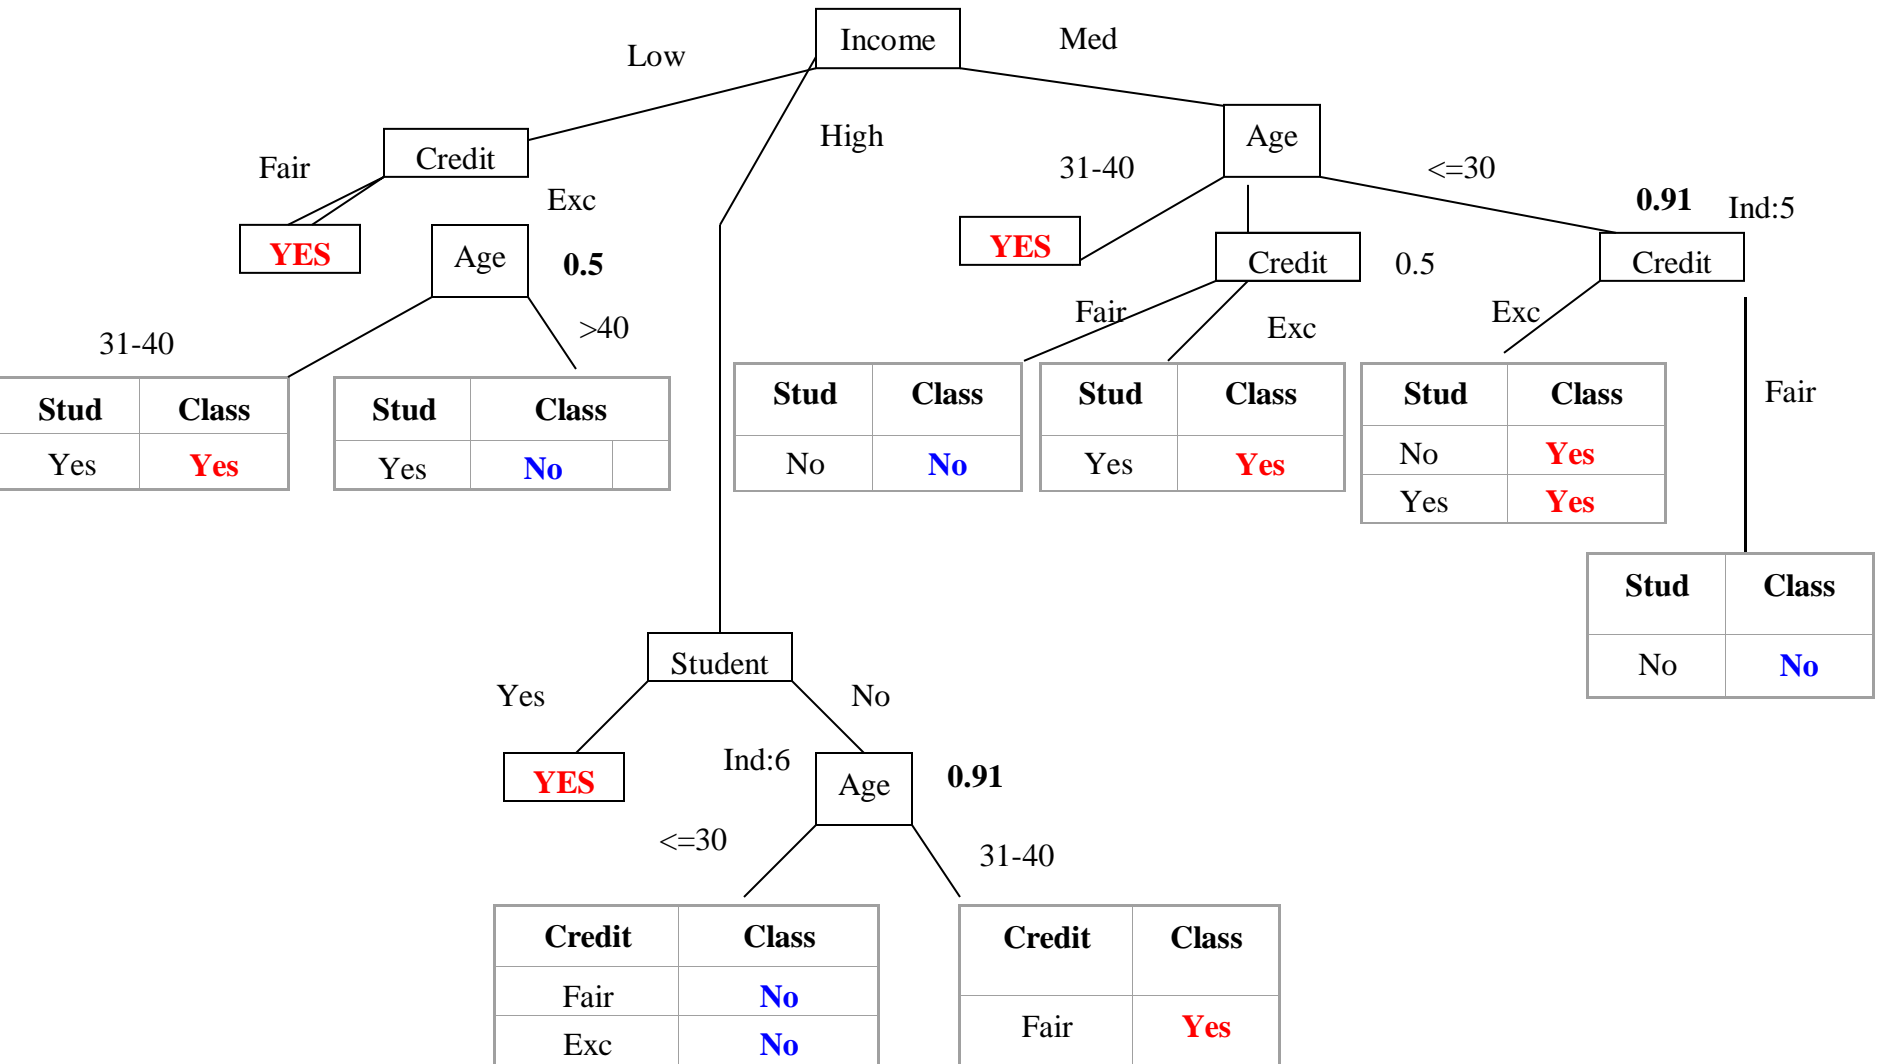 Income
Low
Med
High
Credit
Age
Fair
Exc
31-40
<=30
0.91
Ind:5
YES
Age
0.5
YES
Credit
0.5
Credit
31-40
>40
Fair
Exc
Exc
Fair
Stud Class
Yes Yes
Stud Class
Yes No
Stud Class
No No
Stud Class
Yes Yes
Stud Class
No Yes
Yes Yes
Stud Class
No No
Student
Yes
No
YES
Ind:6
Age
0.91
<=30
31-40
Credit Class
Fair No
Exc No
Credit Class
Fair Yes